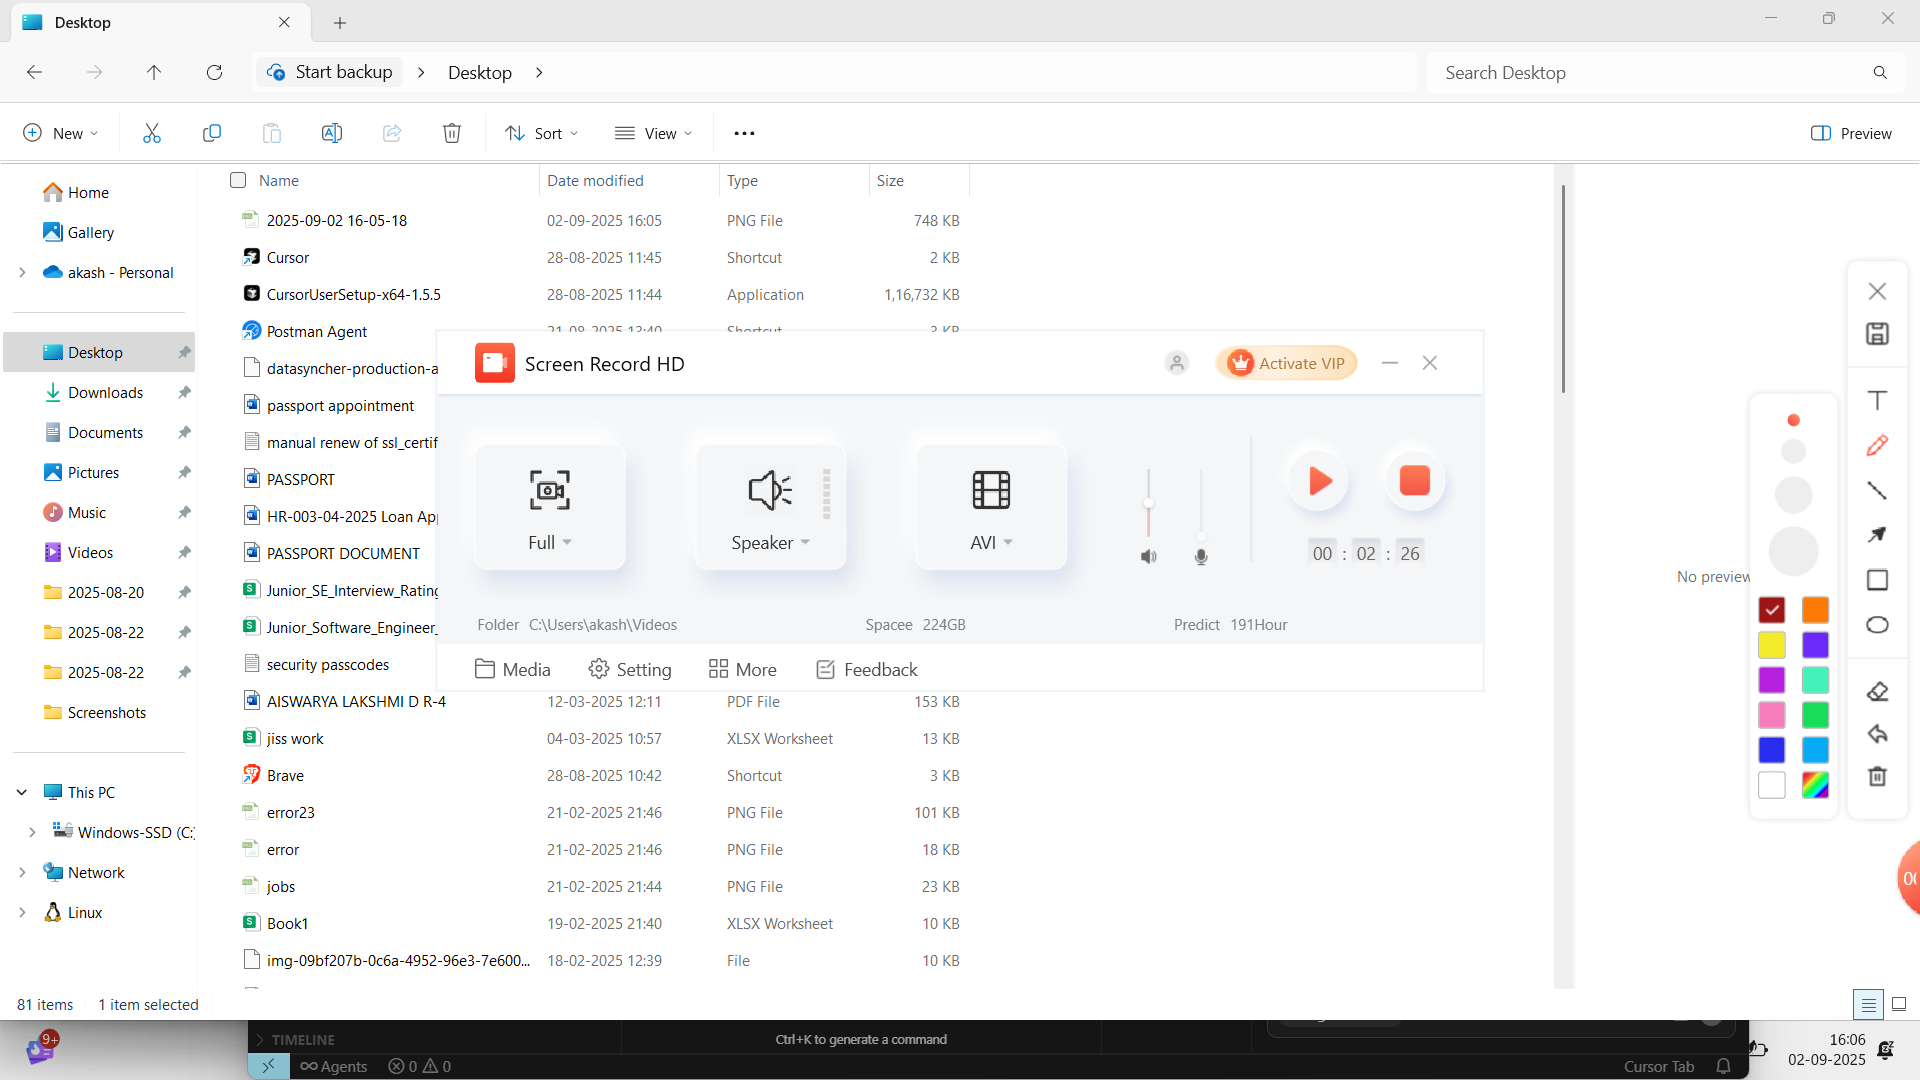 Desktop
Start backup
Desktop
Search Desktop
New
Sort
View
Preview
Name
Date modified
Type
Size
Home
Gallery
akash - Personal
Desktop
Downloads
Documents
Pictures
Music
Videos
2025-08-20
2025-08-22
2025-08-22
Screenshots
This PC
Windows-SSD (C:)
Network
Linux
2025-09-02 16-05-18 02-09-2025 16:05 PNG File 748 KB
Cursor 28-08-2025 11:45 Shortcut 2 KB
CursorUserSetup-x64-1.5.5 28-08-2025 11:44 Application 1,16,732 KB
Postman Agent 21-08-2025 13:40 Shortcut 3 KB
datasyncher-production-a
passport appointment
manual renew of ssl_certif
PASSPORT
HR-003-04-2025 Loan Ap
PASSPORT DOCUMENT
Junior_SE_Interview_Rating
Junior_Software_Engineer_
security passcodes
AISWARYA LAKSHMI D R-4 12-03-2025 12:11 PDF File 153 KB
jiss work 04-03-2025 10:57 XLSX Worksheet 13 KB
Brave 28-08-2025 10:42 Shortcut 3 KB
error23 21-02-2025 21:46 PNG File 101 KB
error 21-02-2025 21:46 PNG File 18 KB
jobs 21-02-2025 21:44 PNG File 23 KB
Book1 19-02-2025 21:40 XLSX Worksheet 10 KB
img-09bf207b-0c6a-4952-96e3-7e600... 18-02-2025 12:39 File 10 KB
Screen Record HD
Activate VIP
Full
Speaker
AVI
00 : 02 : 26
Folder C:\Users\akash\Videos
Spacee 224GB
Predict 191Hour
Media
Setting
More
Feedback
No preview
T
00
81 items
1 item selected
9+
TIMELINE
Ctrl+K to generate a command
Agents
0
0
Cursor Tab
16:06
02-09-2025